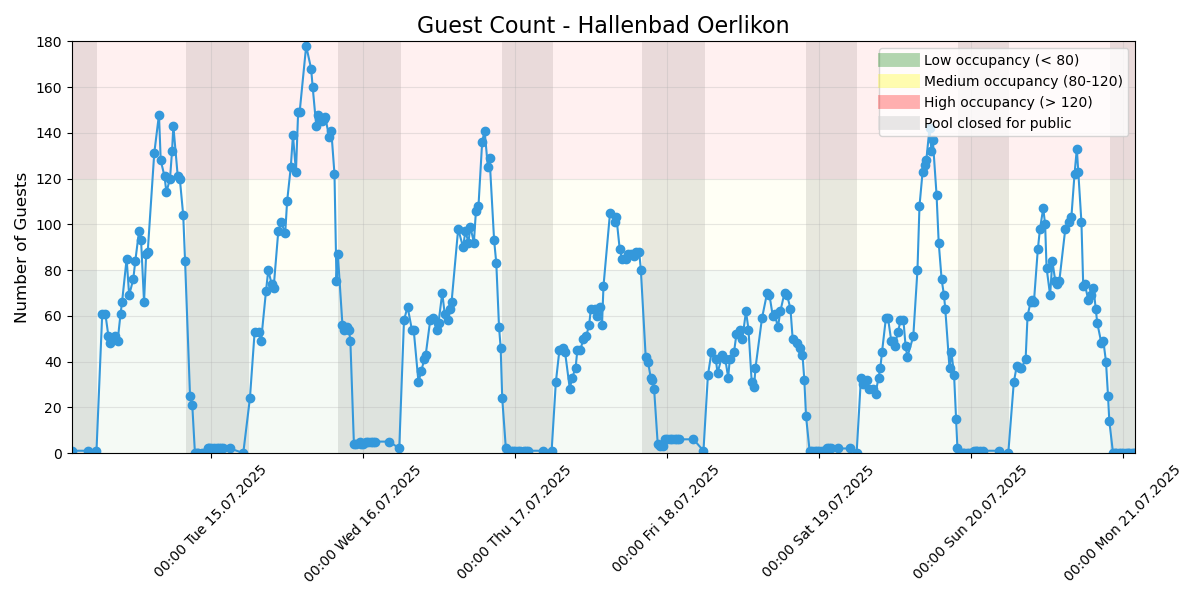 Guest Count - Hallenbad Oerlikon
Number of Guests
180
160
140
120
100
80
60
40
20
0
Low occupancy (< 80)
Medium occupancy (80-120)
High occupancy (> 120)
Pool closed for public
00:00 Tue 15.07.2025
00:00 Wed 16.07.2025
00:00 Thu 17.07.2025
00:00 Fri 18.07.2025
00:00 Sat 19.07.2025
00:00 Sun 20.07.2025
00:00 Mon 21.07.2025